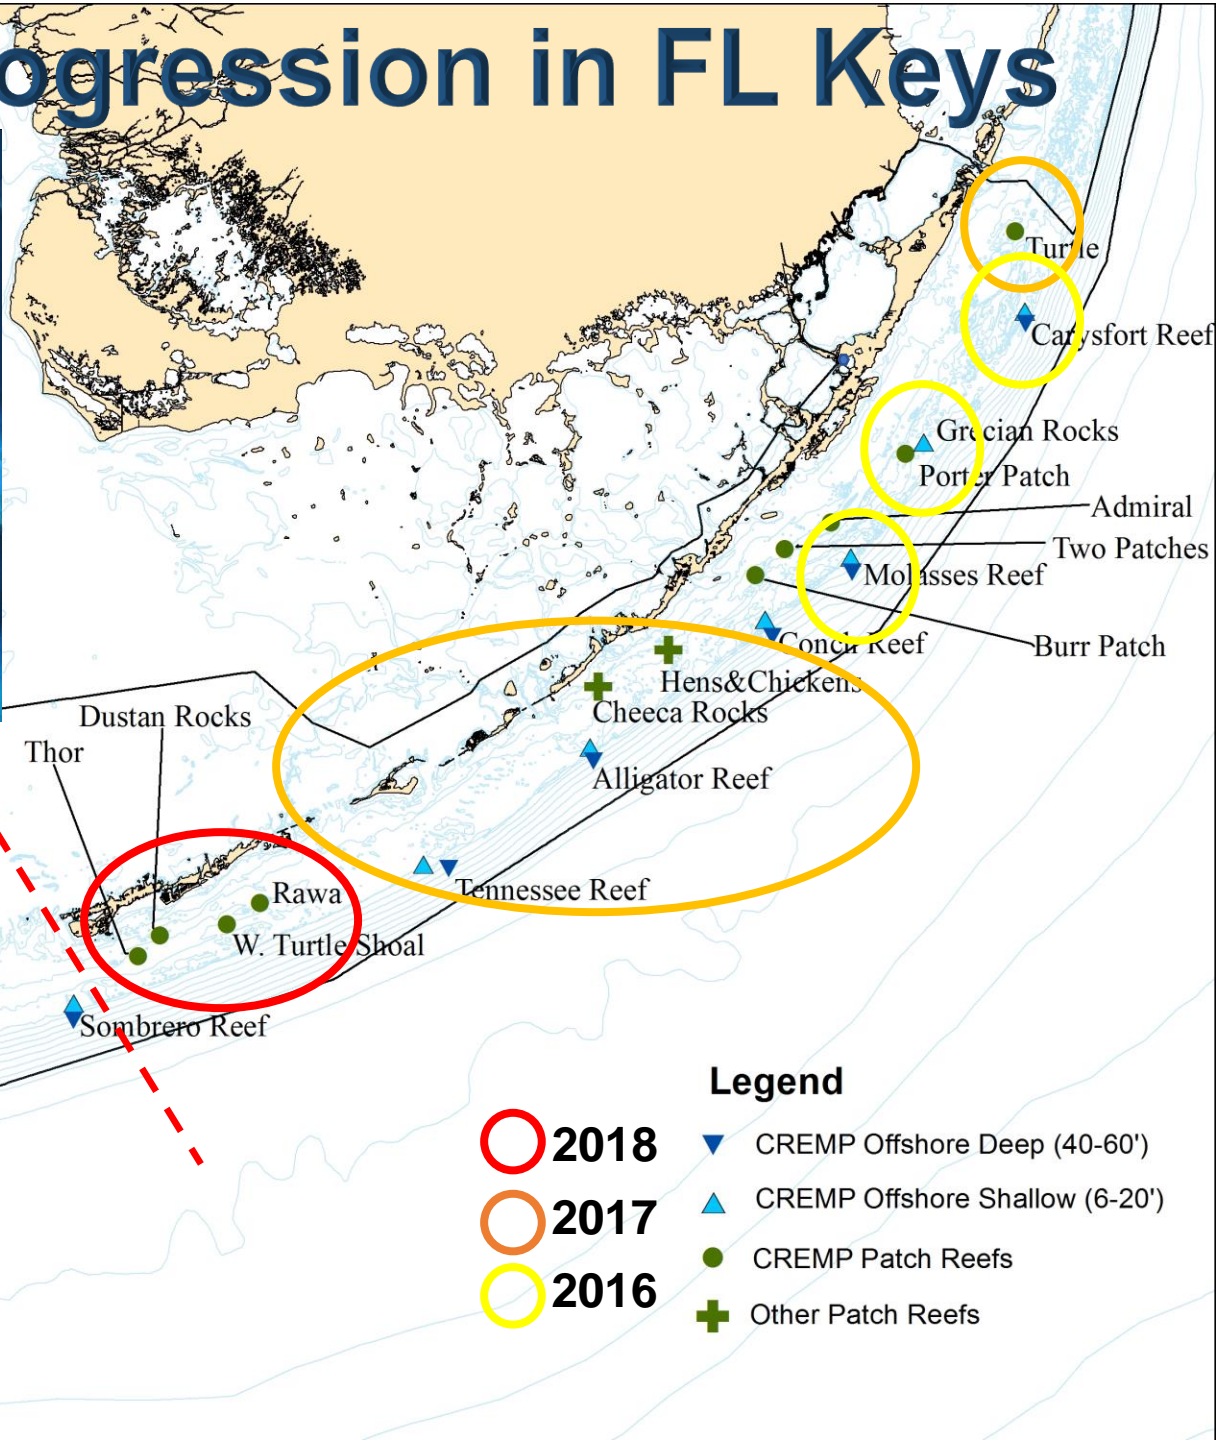 ogression in FL Keys
Turtle
Carysfort Reef
Grecian Rocks
Porter Patch
Admiral
Two Patches
Molasses Reef
Conch Reef
Burr Patch
Hens&Chickens
Cheeca Rocks
Dustan Rocks
Thor
Alligator Reef
Tennessee Reef
Rawa
W. Turtle Shoal
Sombrero Reef
Legend
2018
CREMP Offshore Deep (40-60')
2017
CREMP Offshore Shallow (6-20')
CREMP Patch Reefs
2016
Other Patch Reefs